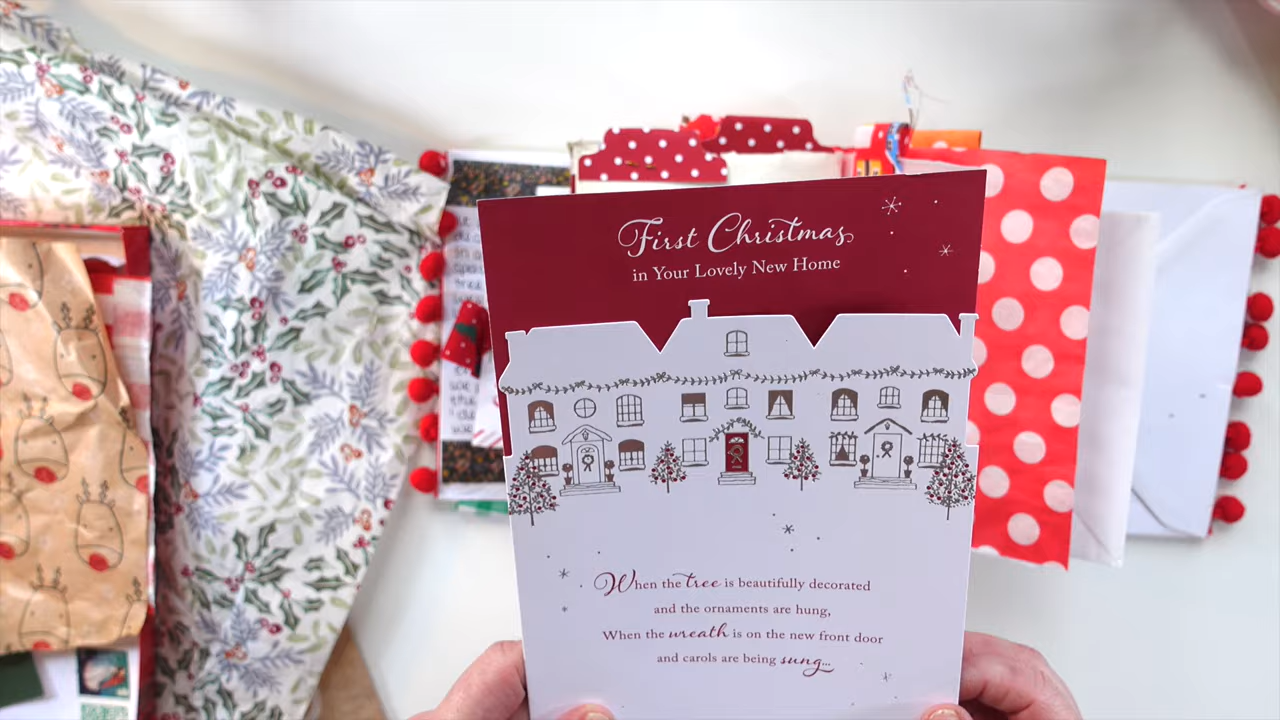 First Christmas
in Your Lovely New Home
When the tree is beautifully decorated
and the ornaments are hung,
When the wreath is on the new front door
and carols are being sung...